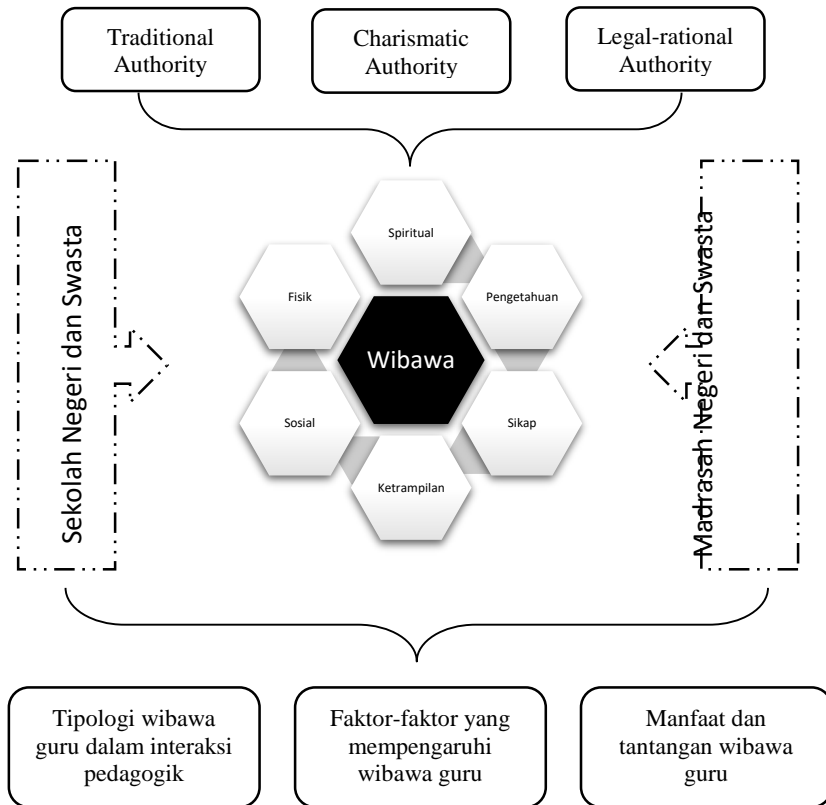 Traditional
Authority
Charismatic
Authority
Legal-rational
Authority
Sekolah Negeri dan Swasta
Spiritual
Fisik
Pengetahuan
Wibawa
Sosial
Sikap
Ketrampilan
Madrasah Negeri dan Swasta
Tipologi wibawa
guru dalam interaksi
pedagogik
Faktor-faktor yang
mempengaruhi
wibawa guru
Manfaat dan
tantangan wibawa
guru